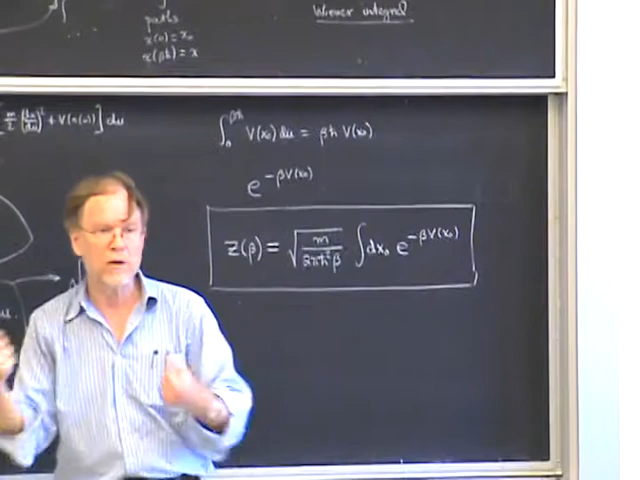 paths
x(0) = x₀
x(βħ) = x
Wiener integral
[m/2 (dx/du)² + V(x(u))] du
∫₀^βħ V(x₀) du = βħ V(x₀)
e^−βV(x₀)
Z(β) = √(m/2πħ²β) ∫dx₀ e^−βV(x₀)